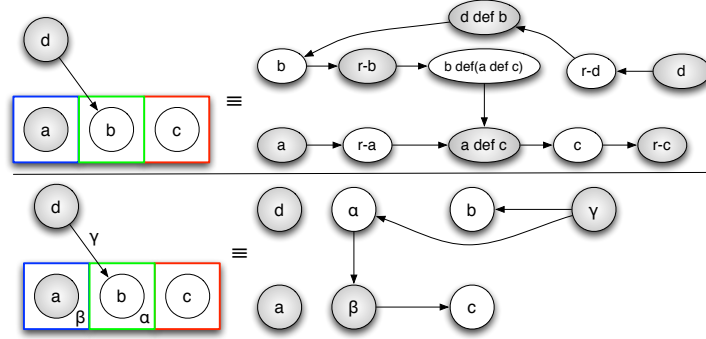 d
d def b
b
r-b
b def(a def c)
r-d
d
≡
a
b
c
a
r-a
a def c
c
r-c
d
γ
d
α
b
γ
≡
a
β
b
α
c
a
β
c